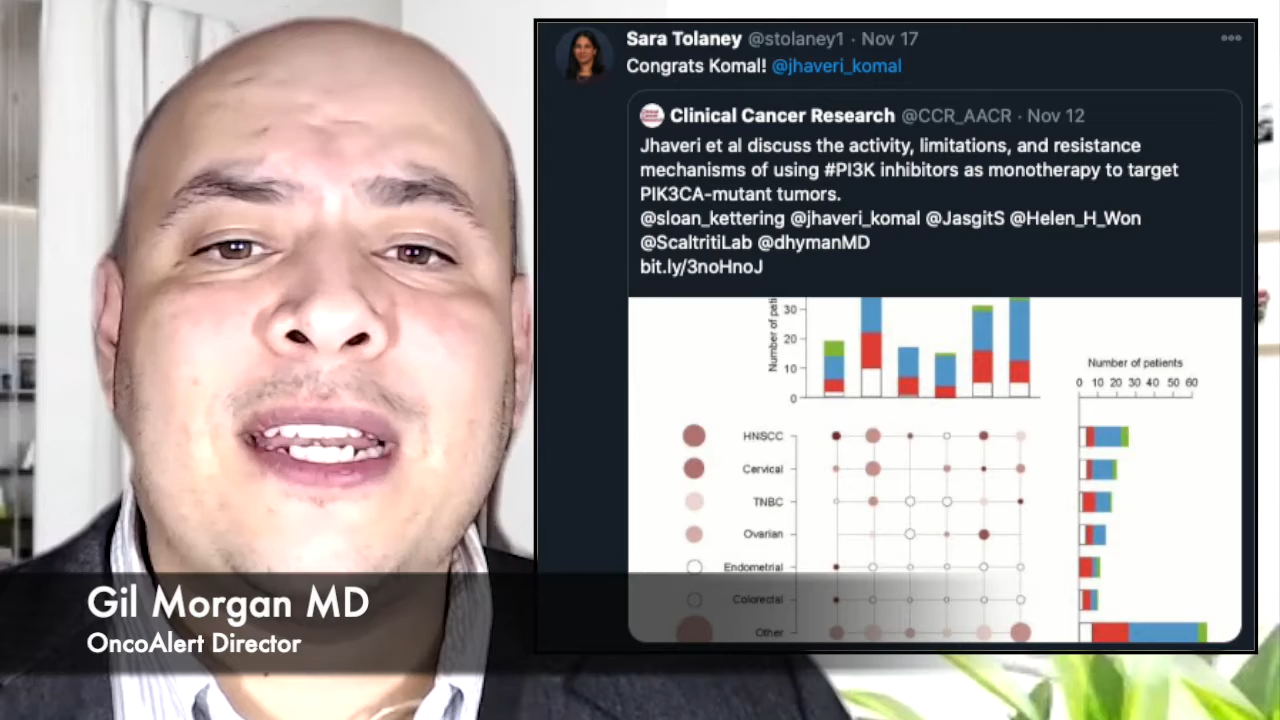 Sara Tolaney @stolaney1 · Nov 17
Congrats Komal! @jhaveri_komal
Clinical Cancer Research @CCR_AACR · Nov 12
Jhaveri et al discuss the activity, limitations, and resistance
mechanisms of using #PI3K inhibitors as monotherapy to target
PIK3CA-mutant tumors.
@sloan_kettering @jhaveri_komal @JasgitS @Helen_H_Won
@ScaltritiLab @dhymanMD
bit.ly/3noHnoJ
Number of pati
30
20
10
0
Number of patients
0 10 20 30 40 50 60
HNSCC
Cervical
TNBC
Ovarian
Endometrial
Colorectal
Other
Gil Morgan MD
OncoAlert Director